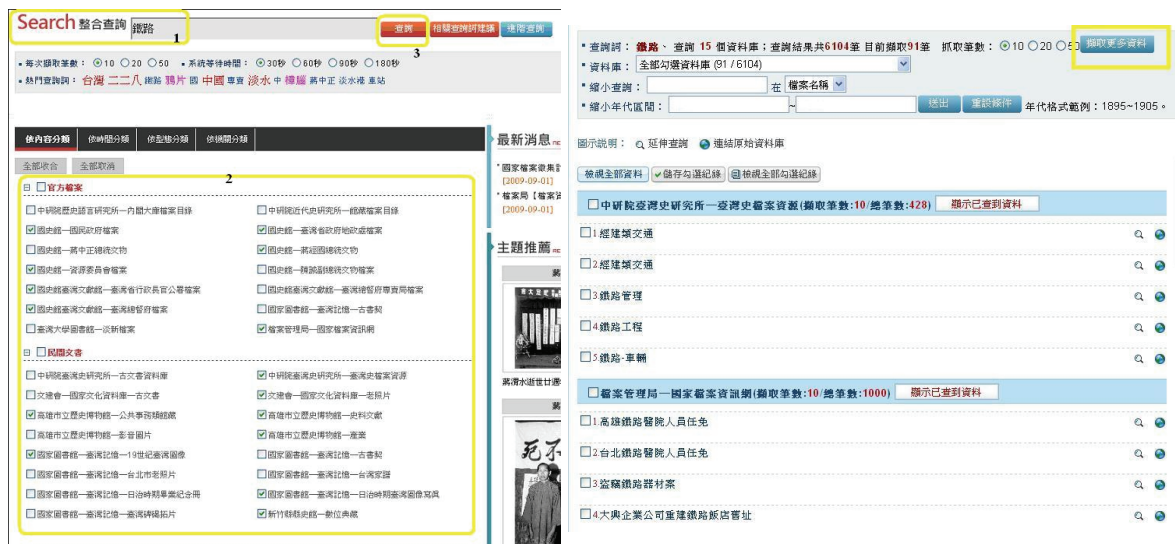 Search 整合查詢 鐵路 1
查詢 相關查詢詞建議 進階查詢
3
•每次擷取筆數： 10 20 50 •系統等待時間： 30秒 60秒 90秒 180秒
•熱門查詢詞： 台灣 二二八 鐵路 鴉片 國 中國 專賣 淡水 中 樟腦 蔣中正 淡水港 車站
依內容分類 依時間分類 依型態分類 依機關分類
全部收合 全部取消
2
官方檔案
中研院歷史語言研究所—內閣大庫檔案目錄 中研院近代史研究所—館藏檔案目錄
國史館—國民政府檔案 國史館—臺灣省政府地政處檔案
國史館—蔣中正總統文物 國史館—蔣經國總統文物
國史館—資源委員會檔案 國史館—陳誠副總統文物檔案
國史館臺灣文獻館—臺灣省行政長官公署檔案 國史館臺灣文獻館—臺灣總督府專賣局檔案
國史館臺灣文獻館—臺灣總督府檔案 中研院臺灣史研究所—古書契
臺灣大學圖書館—淡新檔案 檔案管理局—國家檔案資訊網
民間文書
中研院臺灣史研究所—古文書資料庫 中研院臺灣史研究所—臺灣史檔案資源
文建會—國家文化資料庫—古文書 文建會—國家文化資料庫—老照片
高雄市立歷史博物館—公共事務類館藏 高雄市立歷史博物館—史料文獻
高雄市立歷史博物館—影音圖片 高雄市立歷史博物館—產業
國家圖書館—臺灣記憶—19世紀臺灣圖像 國家圖書館—臺灣記憶—古書契
國家圖書館—臺灣記憶—台北市老照片 國家圖書館—臺灣記憶—台灣家譜
國家圖書館—臺灣記憶—日治時期畢業紀念冊 國家圖書館—臺灣記憶—日治時期臺灣圖像寫真
國家圖書館—臺灣記憶—臺灣碑碣拓片 新竹縣縣史館—數位典藏
最新消息
•國家檔案徵集
[2009-09-01]
•檔案局【檔案
[2009-09-01]
主題推薦
蔣
蔣渭水逝世廿週
蔣
•查詢詞： 鐵路、 查詢 15 個資料庫；查詢結果共6104筆 目前擷取91筆 抓取筆數： 10 20 50 擷取更多資料
•資料庫： 全部勾選資料庫 (91 / 6104)
•縮小查詢： 在 檔案名稱
•縮小年代區間： ~ 送出 重設條件 年代格式範例：1895~1905。
圖示說明： 延伸查詢 連結原始資料庫
檢視全部資料 儲存勾選紀錄 檢視全部勾選紀錄
中研院臺灣史研究所—臺灣史檔案資源(擷取筆數:10/總筆數:428) 顯示已查到資料
1.經建類交通
2.經建類交通
3.鐵路管理
4.鐵路工程
5.鐵路-車輛
檔案管理局—國家檔案資訊網(擷取筆數:10/總筆數:1000) 顯示已查到資料
1.高雄鐵路醫院人員任免
2.台北鐵路醫院人員任免
3.盜竊鐵路器材案
4.大興企業公司重建鐵路飯店舊址